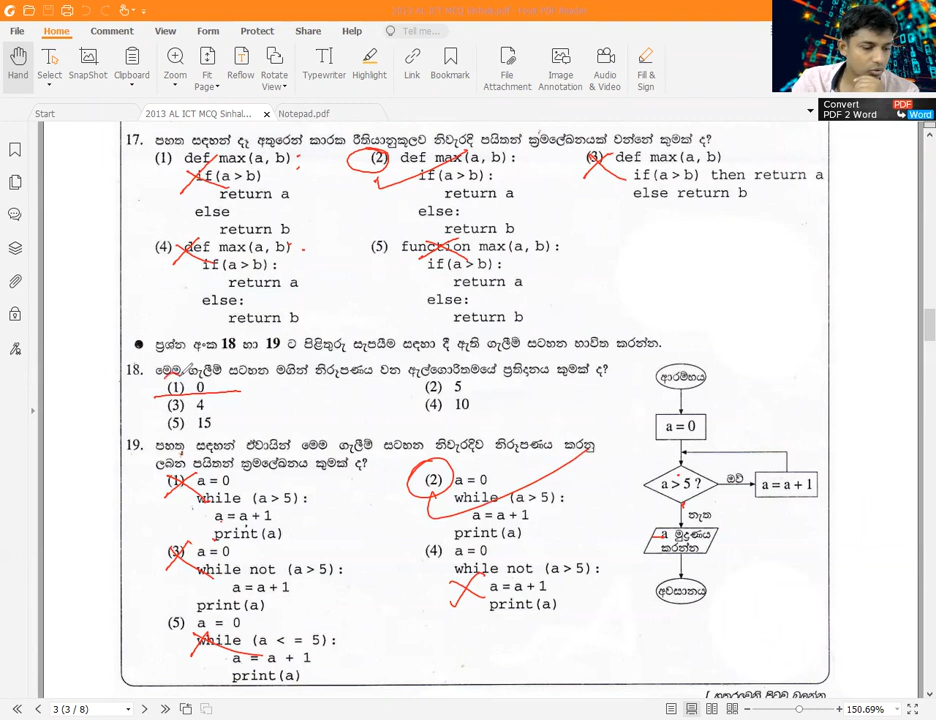 2013 AL ICT MCQ Sinhala.pdf - Foxit PDF Reader
File Home Comment View Form Protect Share Help Tell me...
Hand Select SnapShot Clipboard Zoom Fit Page Reflow Rotate View Typewriter Highlight Link Bookmark File Attachment Image Annotation Audio & Video Fill & Sign
Convert PDF
PDF 2 Word → Word
Start 2013 AL ICT MCQ Sinhal... Notepad.pdf
17. පහත සඳහන් දෑ අතුරෙන් කාරක රීතියානුකූලව නිවැරදි පයිතන් ක්‍රමලේඛනයක් වන්නේ කුමක් ද?
(1) def max(a, b)
if(a>b)
return a
else
return b
(2) def max(a, b):
if(a>b):
return a
else:
return b
(3) def max(a, b)
if(a>b) then return a
else return b
(4) def max(a, b)
if(a>b):
return a
else:
return b
(5) function max(a, b):
if(a>b):
return a
else:
return b
● ප්‍රශ්න අංක 18 හා 19 ට පිළිතුරු සැපයීම සඳහා දී ඇති ගැලීම් සටහන භාවිත කරන්න.
18. මෙම ගැලීම් සටහන මගින් නිරූපණය වන ඇල්ගොරිතමයේ ප්‍රතිදානය කුමක් ද?
(1) 0 (2) 5
(3) 4 (4) 10
(5) 15
19. පහත සඳහන් ඒවායින් මෙම ගැලීම් සටහන නිවැරදිව නිරූපණය කරනු
ලබන පයිතන් ක්‍රමලේඛනය කුමක් ද?
(1) a = 0
while (a>5):
a = a + 1
print(a)
(2) a = 0
while (a>5):
a = a + 1
print(a)
(3) a = 0
while not (a>5):
a = a + 1
print(a)
(4) a = 0
while not (a>5):
a = a + 1
print(a)
(5) a = 0
while (a < = 5):
a = a + 1
print(a)
ආරම්භය
a = 0
a > 5 ?
ඔව්
a = a + 1
නැත
a මුද්‍රණය
කරන්න
අවසානය
3 (3 / 8) 150.69%